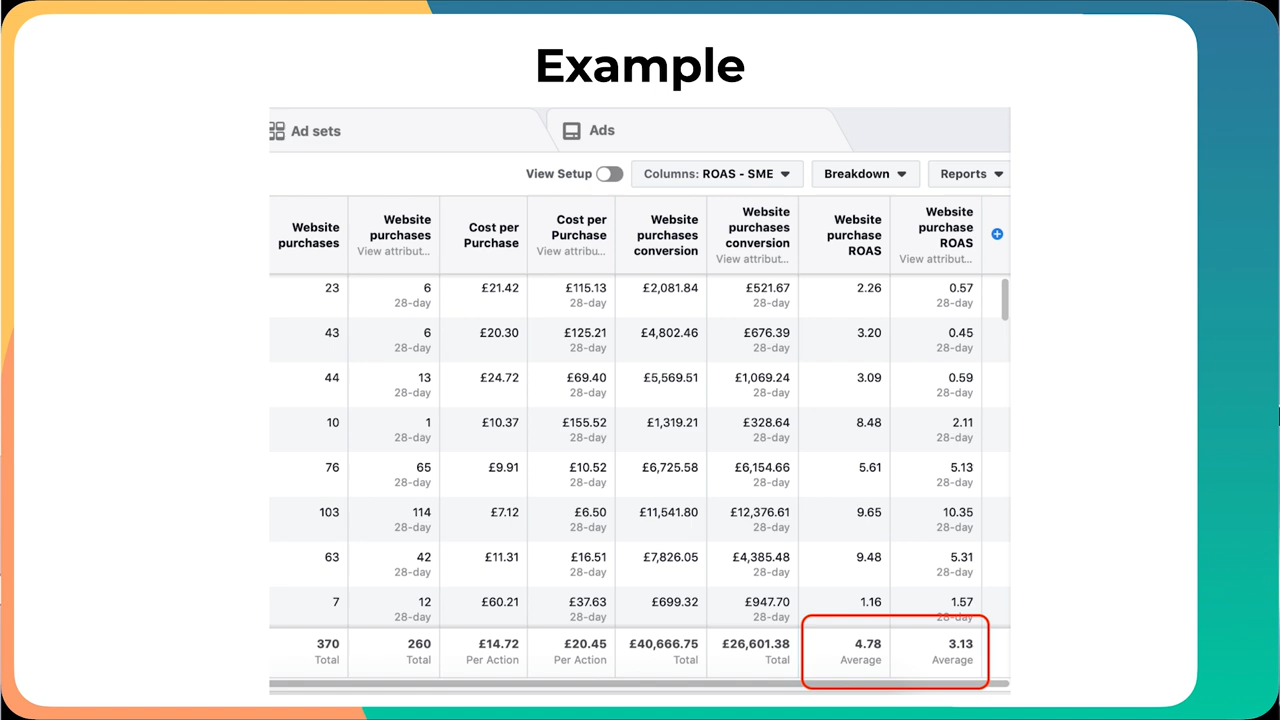 Example
Ad sets
Ads
View Setup
Columns: ROAS - SME
Breakdown
Reports
Website purchases
Website purchases View attribut...
Cost per Purchase
Cost per Purchase View attribu...
Website purchases conversion
Website purchases conversion View attribut...
Website purchase ROAS
Website purchase ROAS View attribut...
23 6 £21.42 £115.13 £2,081.84 £521.67 2.26 0.57
28-day 28-day 28-day 28-day
43 6 £20.30 £125.21 £4,802.46 £676.39 3.20 0.45
28-day 28-day 28-day 28-day
44 13 £24.72 £69.40 £5,569.51 £1,069.24 3.09 0.59
28-day 28-day 28-day 28-day
10 1 £10.37 £155.52 £1,319.21 £328.64 8.48 2.11
28-day 28-day 28-day 28-day
76 65 £9.91 £10.52 £6,725.58 £6,154.66 5.61 5.13
28-day 28-day 28-day 28-day
103 114 £7.12 £6.50 £11,541.80 £12,376.61 9.65 10.35
28-day 28-day 28-day 28-day
63 42 £11.31 £16.51 £7,826.05 £4,385.48 9.48 5.31
28-day 28-day 28-day 28-day
7 12 £60.21 £37.63 £699.32 £947.70 1.16 1.57
28-day 28-day 28-day 28-day
370 260 £14.72 £20.45 £40,666.75 £26,601.38 4.78 3.13
Total Total Per Action Per Action Total Total Average Average